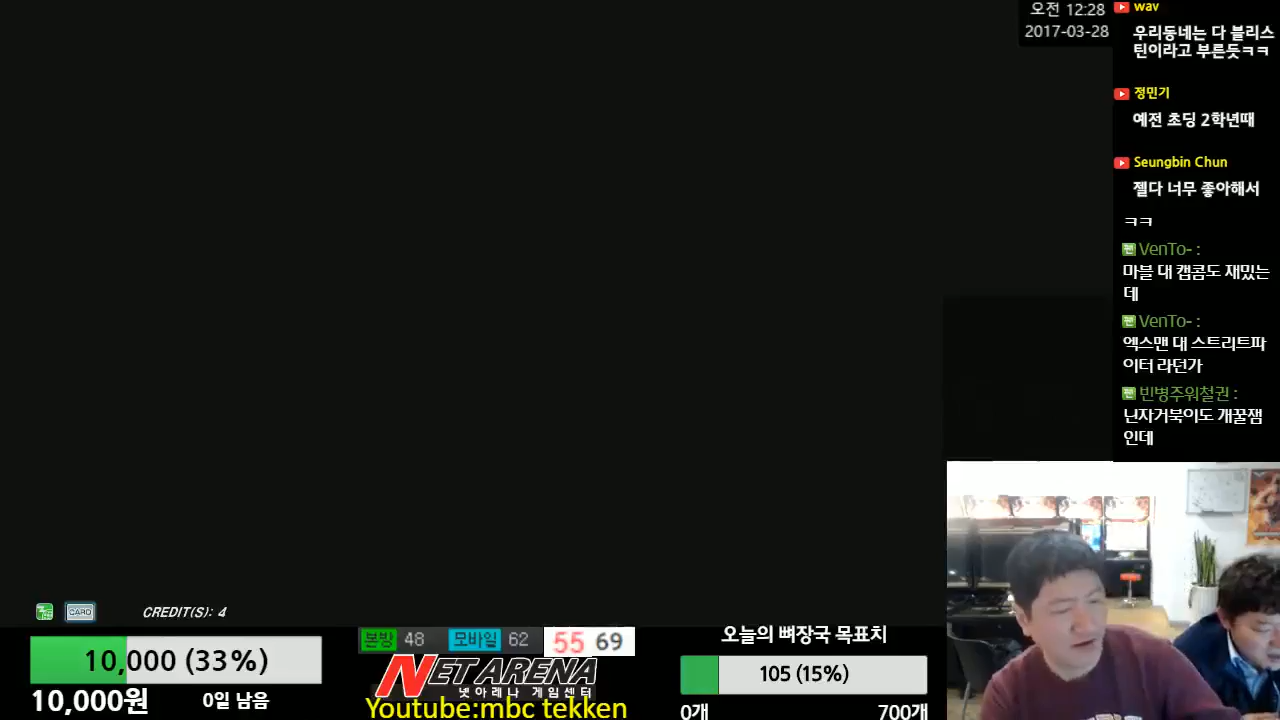 오전 12:28
2017-03-28
wav
우리동네는 다 블리스
틴이라고 부른듯ㅋㅋ
정민기
예전 초딩 2학년때
Seungbin Chun
젤다 너무 좋아해서
ㅋㅋ
VenTo- :
마블 대 캡콤도 재밌는
데
VenTo- :
엑스맨 대 스트리트파
이터 라던가
빈병주워철권 :
닌자거북이도 개꿀잼
인데
CARD
CREDIT(S): 4
10,000 (33%)
10,000원
0일 남음
본방 48 모바일 62 55 69
NET ARENA
넷아레나 게임센터
Youtube:mbc tekken
오늘의 뼈장국 목표치
105 (15%)
0개
700개